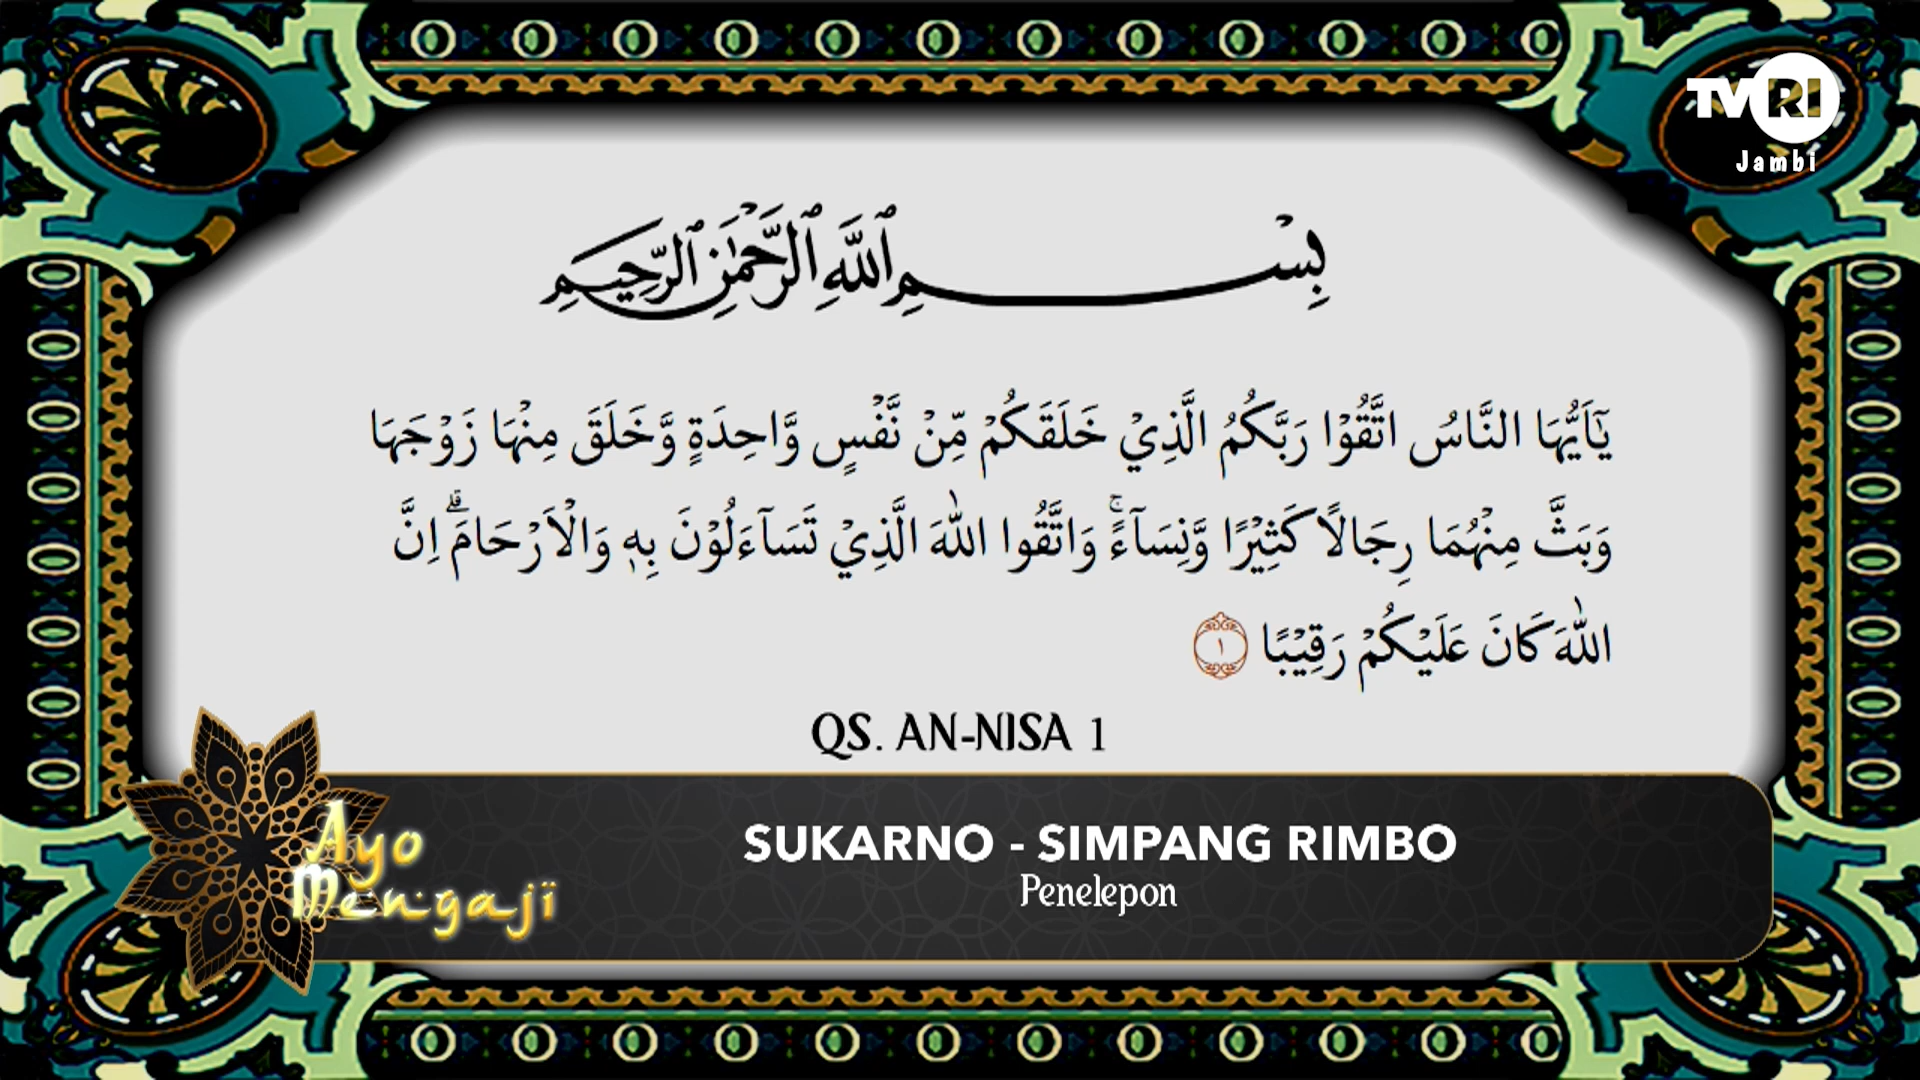 TVRI
Jambi
بِسْــــــمِ ٱللَّهِ ٱلرَّحْمَٰنِ ٱلرَّحِيمِ
يٰٓاَيُّهَا النَّاسُ اتَّقُوْا رَبَّكُمُ الَّذِيْ خَلَقَكُمْ مِّنْ نَّفْسٍ وَّاحِدَةٍ وَّخَلَقَ مِنْهَا زَوْجَهَا
وَبَثَّ مِنْهُمَا رِجَالًا كَثِيْرًا وَّنِسَاۤءًۚ وَاتَّقُوا اللّٰهَ الَّذِيْ تَسَاۤءَلُوْنَ بِهٖ وَالْاَرْحَامَۗ اِنَّ
اللّٰهَ كَانَ عَلَيْكُمْ رَقِيْبًا ١
QS. AN-NISA 1
Ayo
Mengaji
SUKARNO - SIMPANG RIMBO
Penelepon